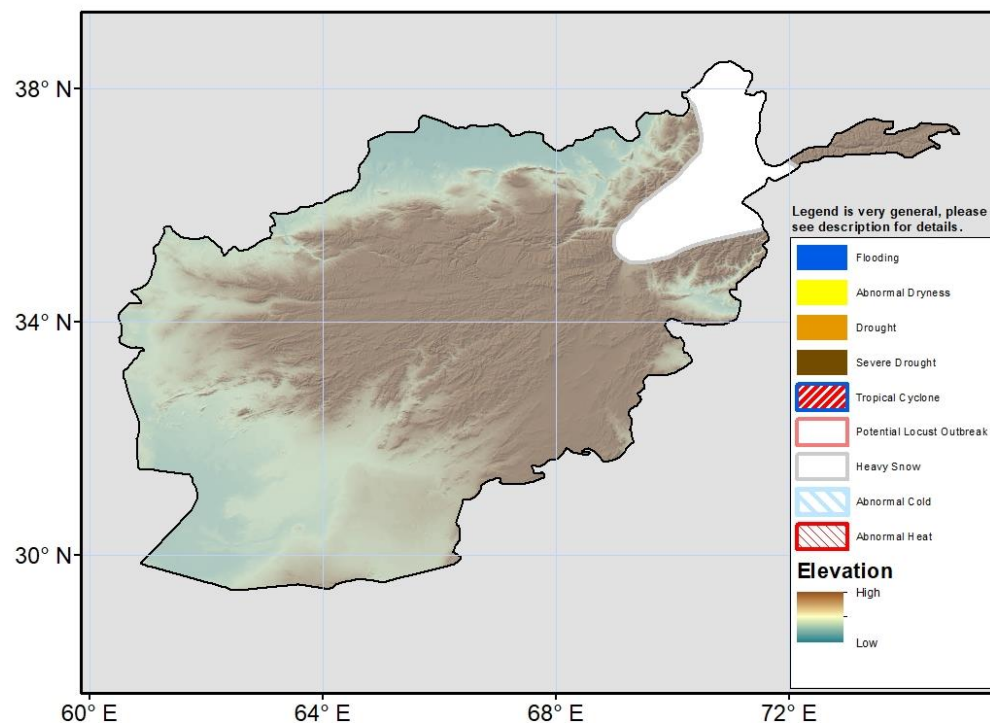 38° N
34° N
30° N
60° E
64° E
68° E
72° E
Legend is very general, please
see description for details.
Flooding
Abnormal Dryness
Drought
Severe Drought
Tropical Cyclone
Potential Locust Outbreak
Heavy Snow
Abnormal Cold
Abnormal Heat
Elevation
High
Low